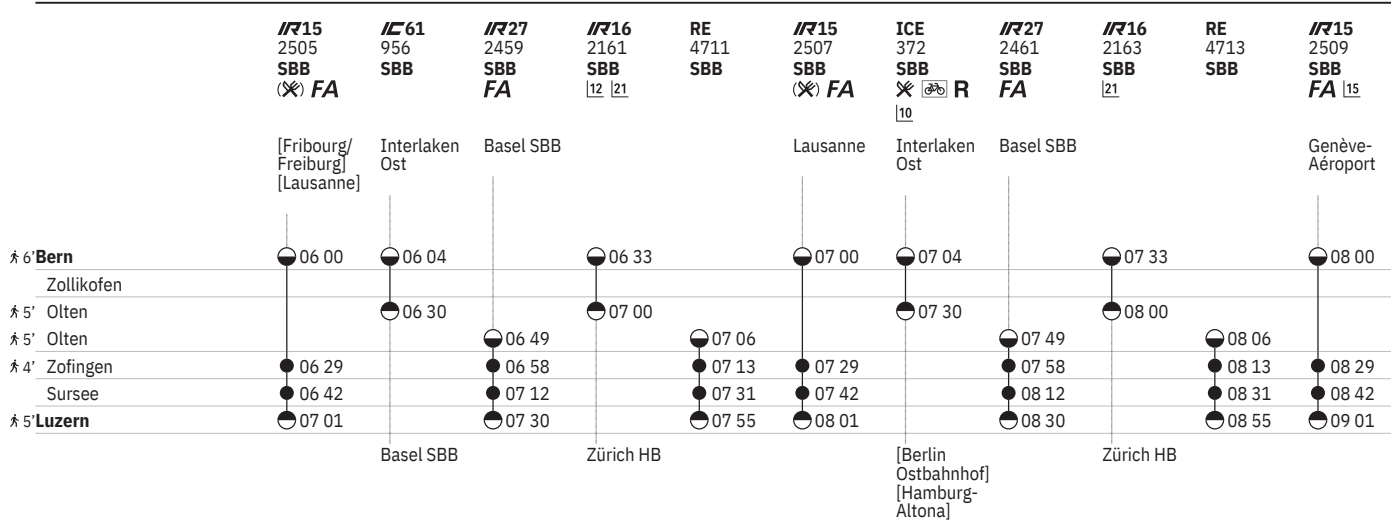 IR15 IC61 IR27 IR16 RE IR15 ICE IR27 IR16 RE IR15
2505 956 2459 2161 4711 2507 372 2461 2163 4713 2509
SBB SBB SBB SBB SBB SBB SBB SBB SBB SBB SBB
FA FA 12 21 FA R FA 21 FA 15
10
[Fribourg/ Interlaken Basel SBB Lausanne Interlaken Basel SBB Genève-
Freiburg] Ost Ost Aéroport
[Lausanne]
6' Bern 06 00 06 04 06 33 07 00 07 04 07 33 08 00
Zollikofen
5' Olten 06 30 07 00 07 30 08 00
5' Olten 06 49 07 06 07 49 08 06
4' Zofingen 06 29 06 58 07 13 07 29 07 58 08 13 08 29
Sursee 06 42 07 12 07 31 07 42 08 12 08 31 08 42
5' Luzern 07 01 07 30 07 55 08 01 08 30 08 55 09 01
Basel SBB Zürich HB [Berlin Zürich HB
Ostbahnhof]
[Hamburg-
Altona]